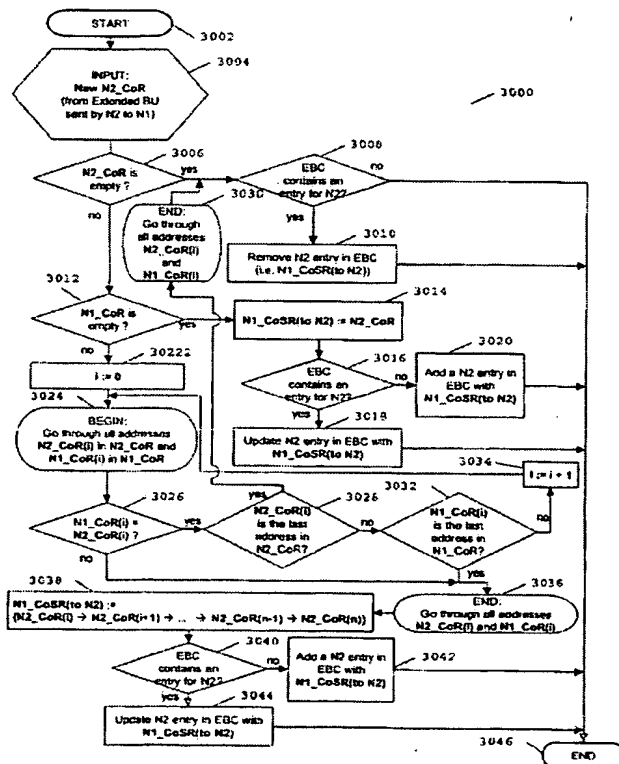 START
3002
3004
INPUT:
New N2_CoR
(from Extended BU
sent by N2 to N1)
3000
3006
N2_CoR is
empty ?
yes
no
3008
EBC
contains an
entry for N2?
no
yes
3030
END:
Go through
all addresses
N2_CoR(i)
and
N1_CoR(i)
3010
Remove N2 entry in EBC
(i.e. N1_CoSR(to N2))
3012
N1_CoR is
empty ?
yes
no
3014
N1_CoSR(to N2) := N2_CoR
3016
EBC
contains an
entry for N2?
no
yes
3020
Add a N2 entry in
EBC with
N1_CoSR(to N2)
30222
i := 0
3018
Update N2 entry in EBC with
N1_CoSR(to N2)
3024
BEGIN:
Go through all addresses
N2_CoR(i) in N2_CoR and
N1_CoR(i) in N1_CoR
3034
i := i + 1
3026
N1_CoR(i) =
N2_CoR(i) ?
yes
no
3028
yes
N2_CoR(i)
is the last
address in
N2_CoR?
no
3032
N1_CoR(i)
is the last
address in
N1_CoR?
no
yes
3036
END:
Go through all addresses
N2_CoR(i) and N1_CoR(i)
3038
N1_CoSR(to N2) :=
(N2_CoR(i) → N2_CoR(i+1) → ... → N2_CoR(n-1) → N2_CoR(n))
3040
EBC
contains an
entry for N2?
no
yes
3042
Add a N2 entry in
EBC with
N1_CoSR(to N2)
3044
Update N2 entry in EBC with
N1_CoSR(to N2)
3046
END